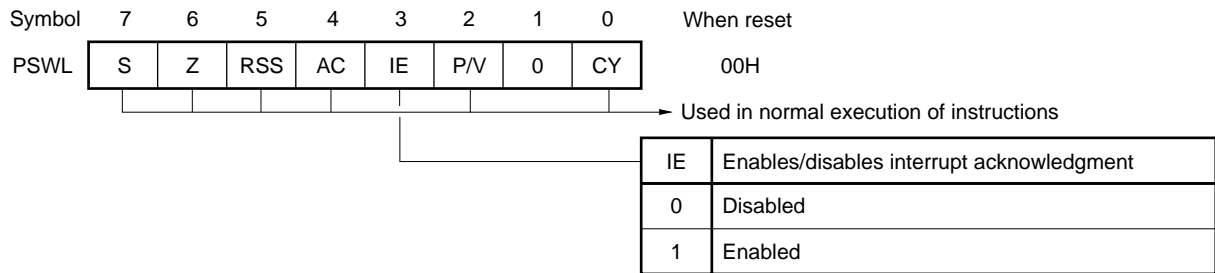 Symbol 7 6 5 4 3 2 1 0 When reset
PSWL S Z RSS AC IE P/V 0 CY 00H
Used in normal execution of instructions
IE Enables/disables interrupt acknowledgment
0 Disabled
1 Enabled